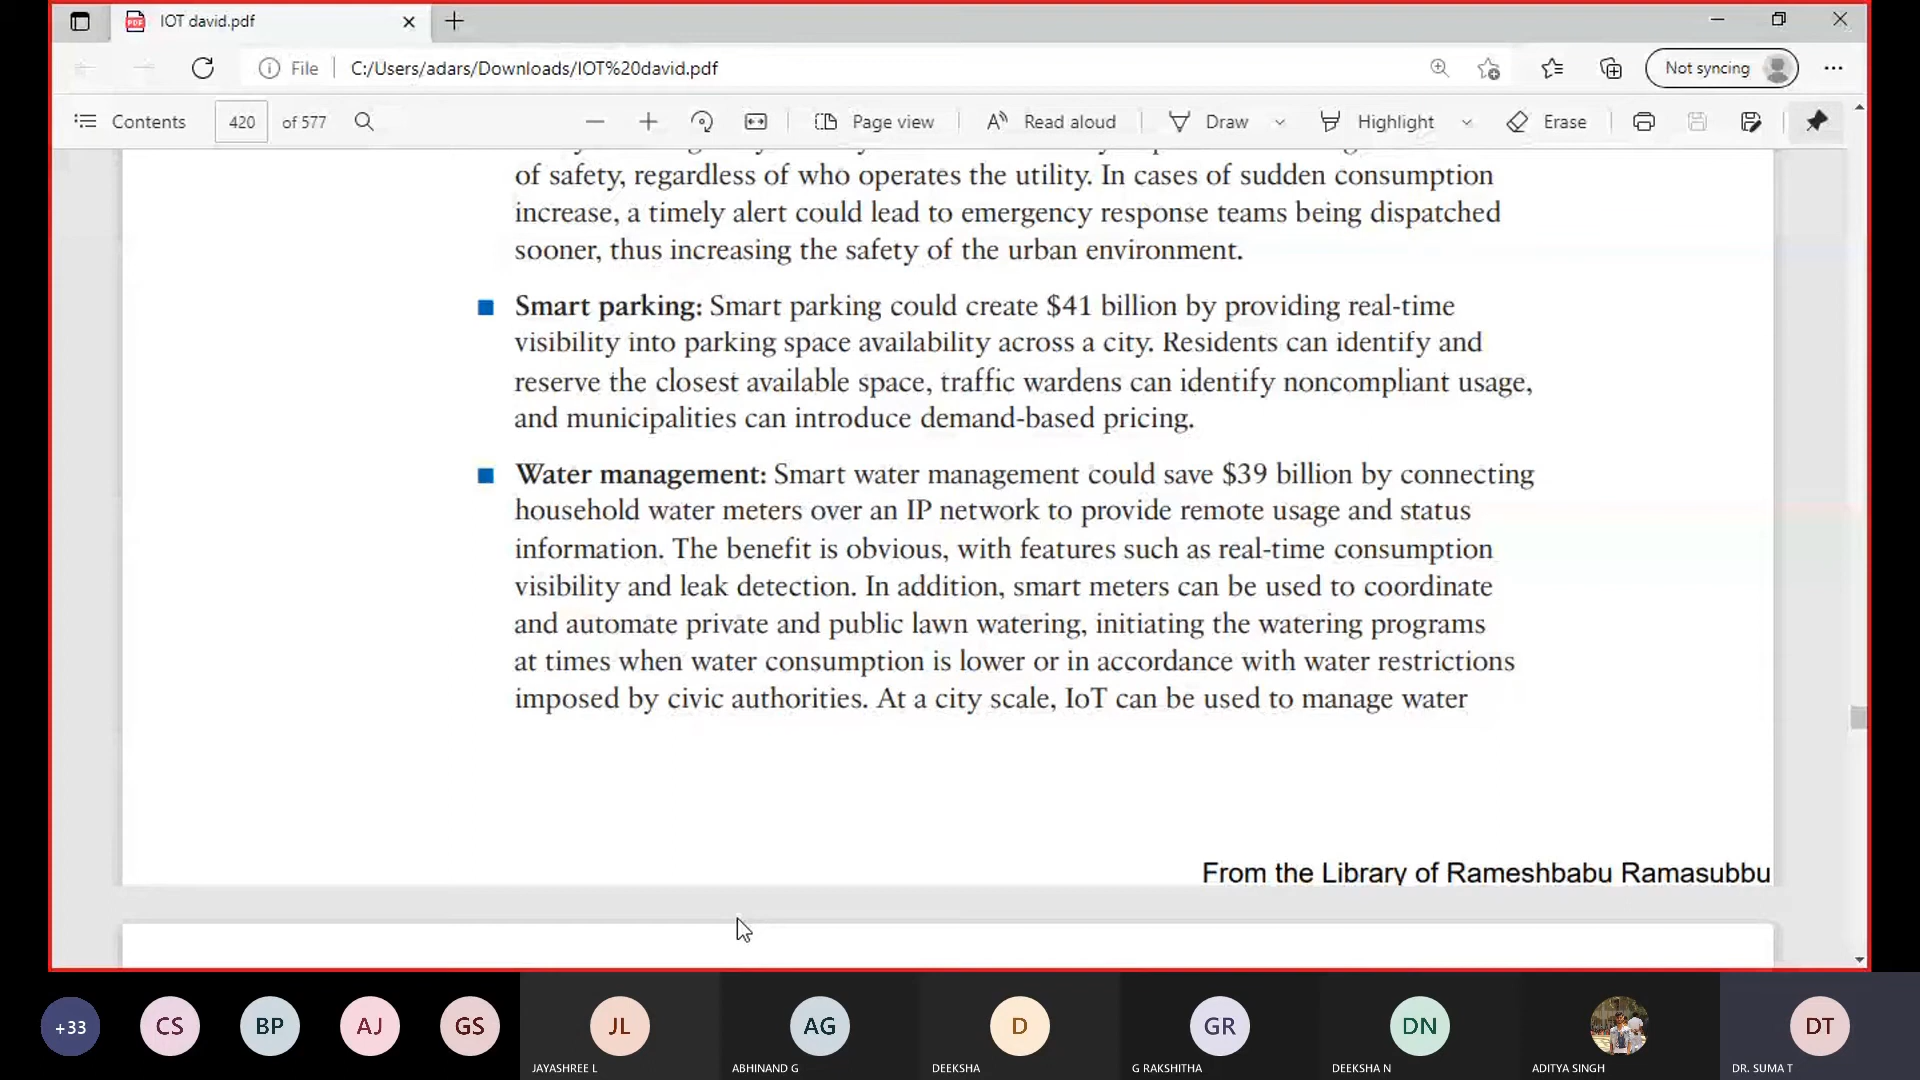 IOT david.pdf
File
C:/Users/adars/Downloads/IOT%20david.pdf
Not syncing
Contents
420 of 577
Page view
Read aloud
Draw
Highlight
Erase
of safety, regardless of who operates the utility. In cases of sudden consumption
increase, a timely alert could lead to emergency response teams being dispatched
sooner, thus increasing the safety of the urban environment.
Smart parking: Smart parking could create $41 billion by providing real-time
visibility into parking space availability across a city. Residents can identify and
reserve the closest available space, traffic wardens can identify noncompliant usage,
and municipalities can introduce demand-based pricing.
Water management: Smart water management could save $39 billion by connecting
household water meters over an IP network to provide remote usage and status
information. The benefit is obvious, with features such as real-time consumption
visibility and leak detection. In addition, smart meters can be used to coordinate
and automate private and public lawn watering, initiating the watering programs
at times when water consumption is lower or in accordance with water restrictions
imposed by civic authorities. At a city scale, IoT can be used to manage water
From the Library of Rameshbabu Ramasubbu
+33
CS
BP
AJ
GS
JL
AG
D
GR
DN
DT
JAYASHREE L
ABHINAND G
DEEKSHA
G RAKSHITHA
DEEKSHA N
ADITYA SINGH
DR. SUMA T